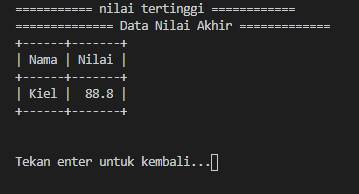 =========== nilai tertinggi ============
============== Data Nilai Akhir =============
+------+-------+
| Nama | Nilai |
+------+-------+
| Kiel |  88.8 |
+------+-------+
Tekan enter untuk kembali...